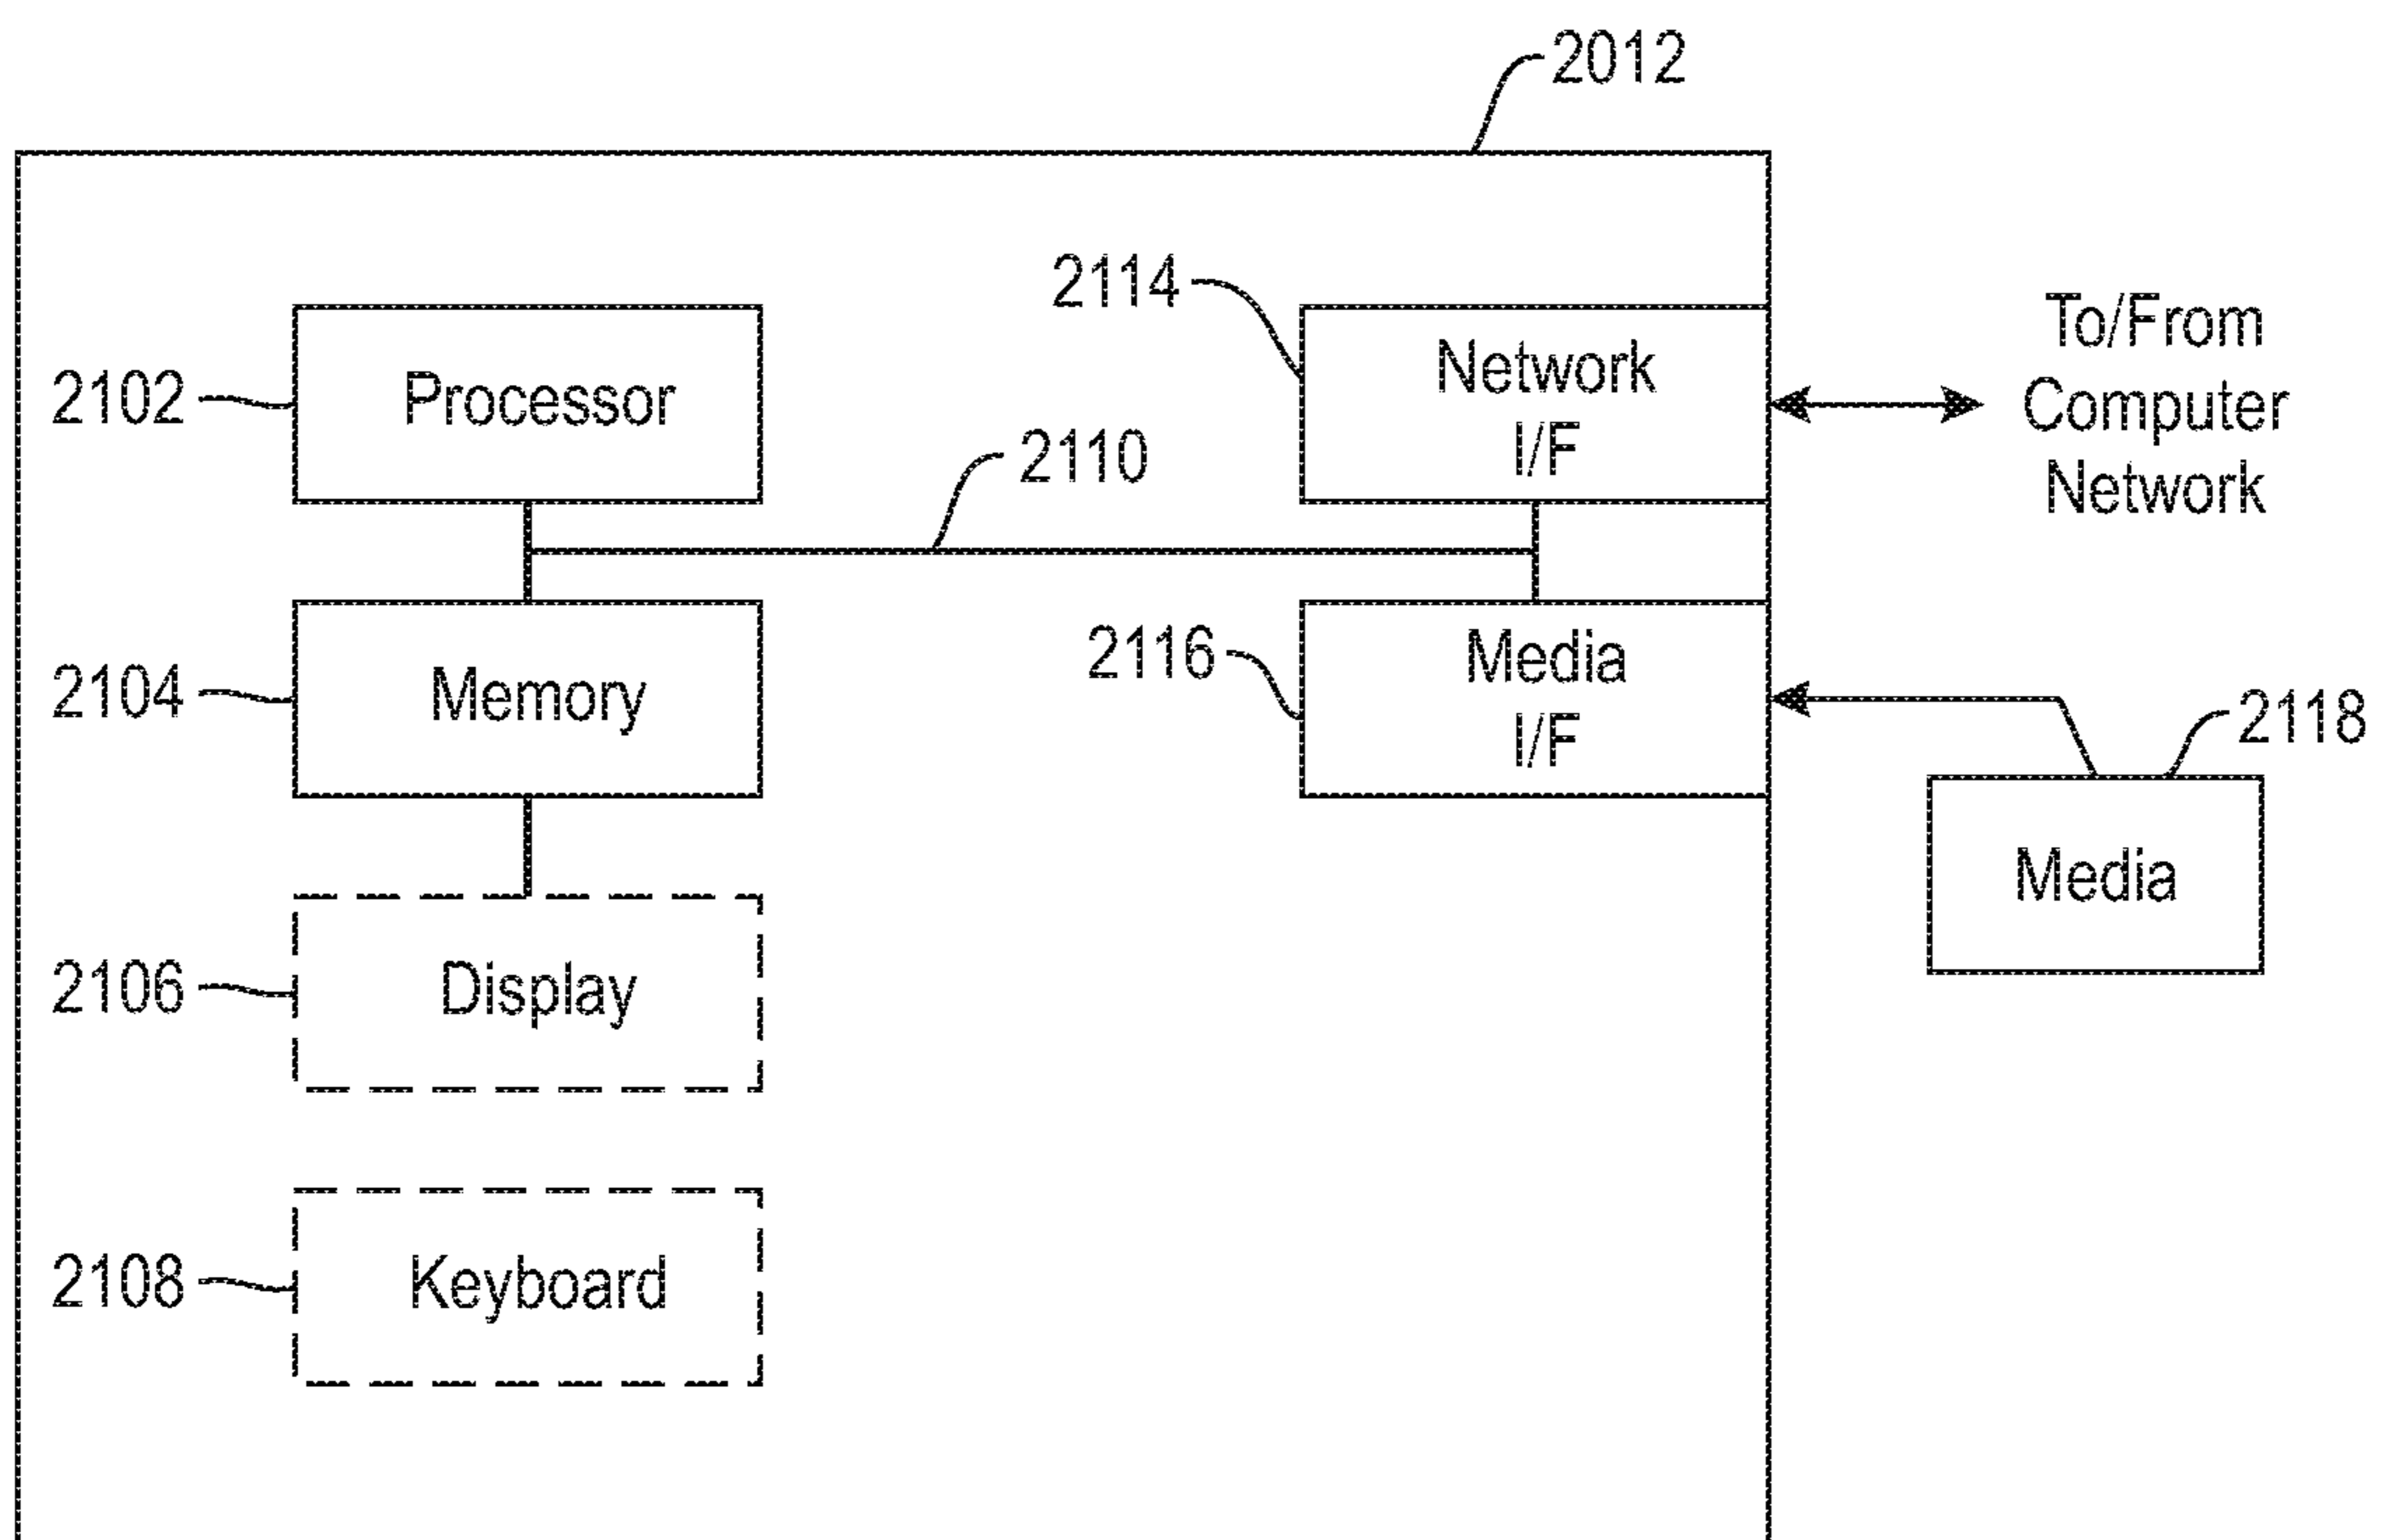 2012
2114
Network
I/F
To/From
Computer
Network
2102
Processor
2110
2104
Memory
2116
Media
I/F
2118
Media
2106
Display
2108
Keyboard